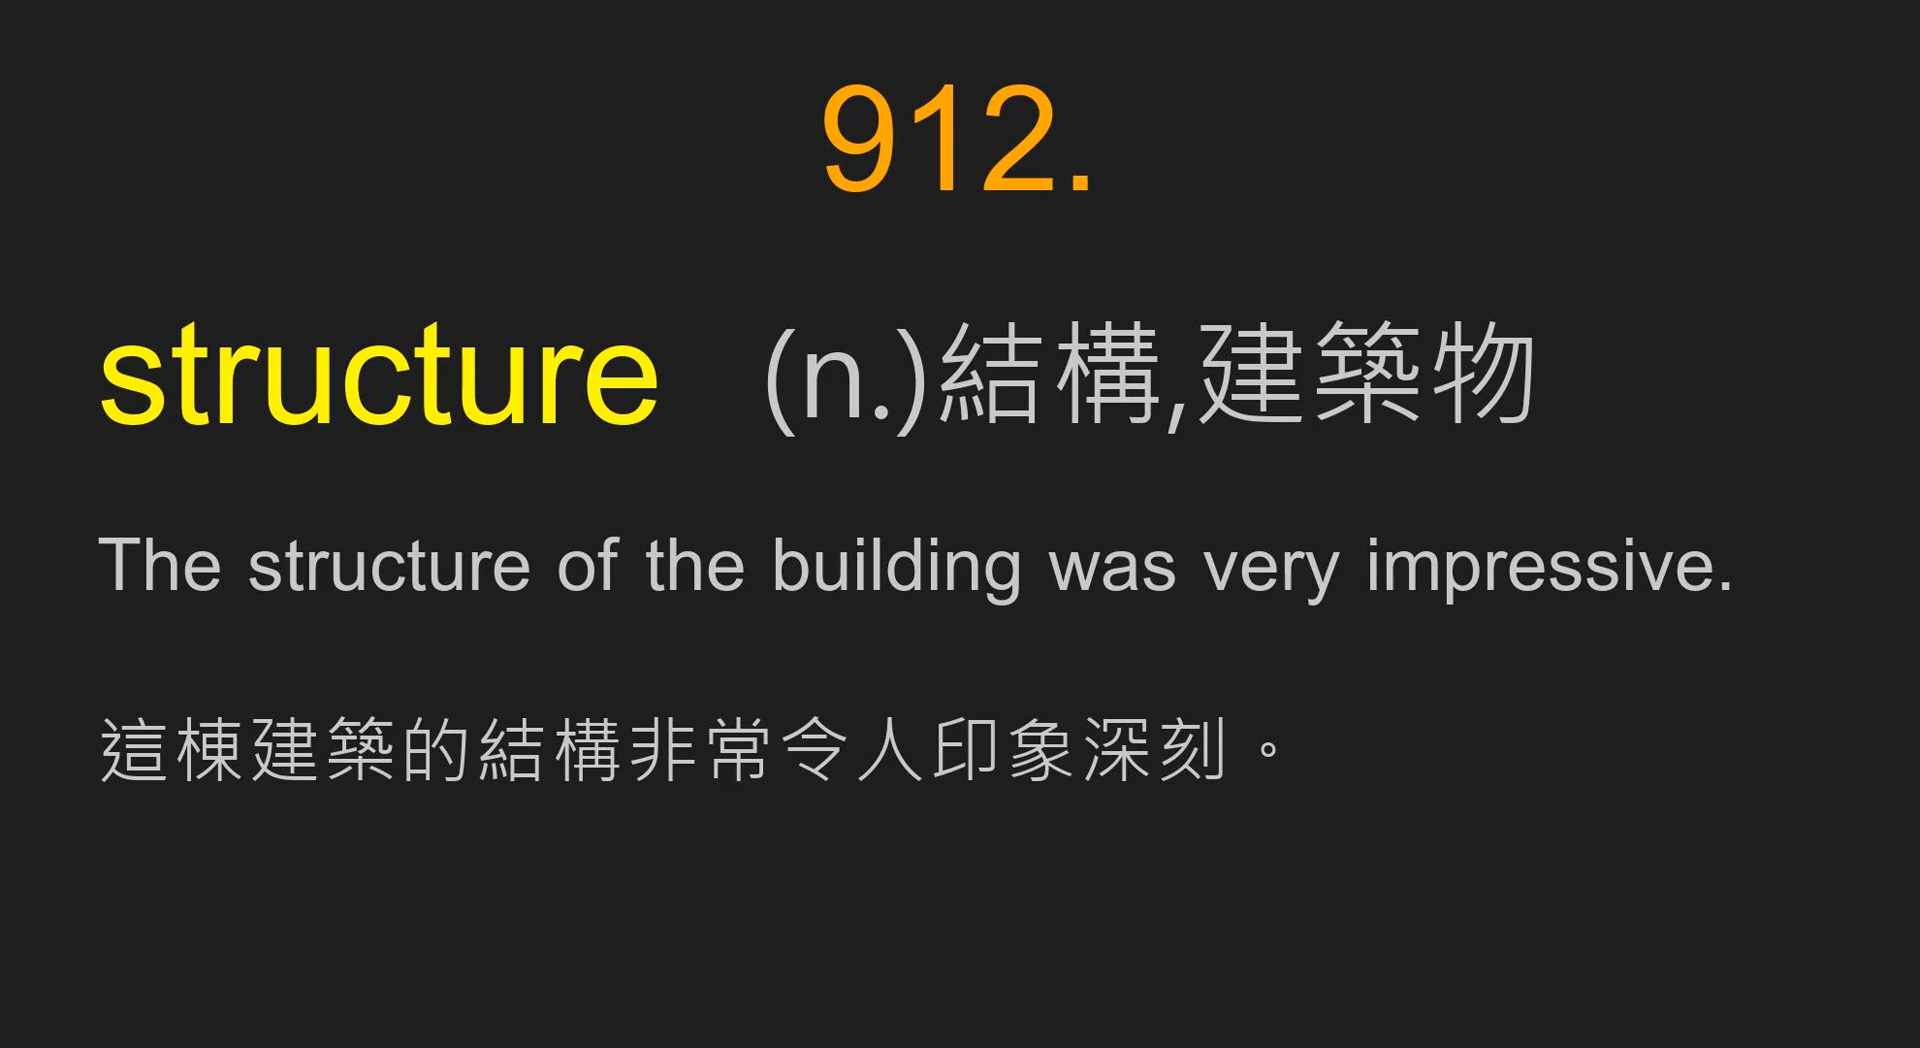 912.
structure (n.)結構,建築物
The structure of the building was very impressive.
這棟建築的結構非常令人印象深刻。